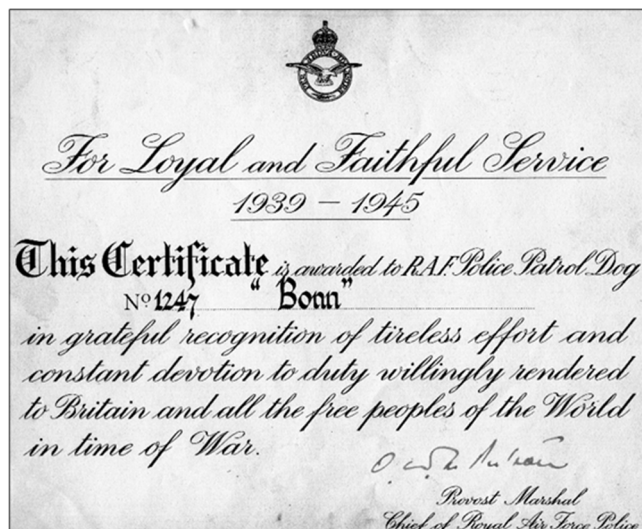 For Loyal and Faithful Service
1939 – 1945
This Certificate is awarded to R.A.F. Police Patrol Dog
No 1247 "Bonn"
in grateful recognition of tireless effort and
constant devotion to duty willingly rendered
to Britain and all the free peoples of the World
in time of War.
Provost Marshal
Chief of Royal Air Force Police